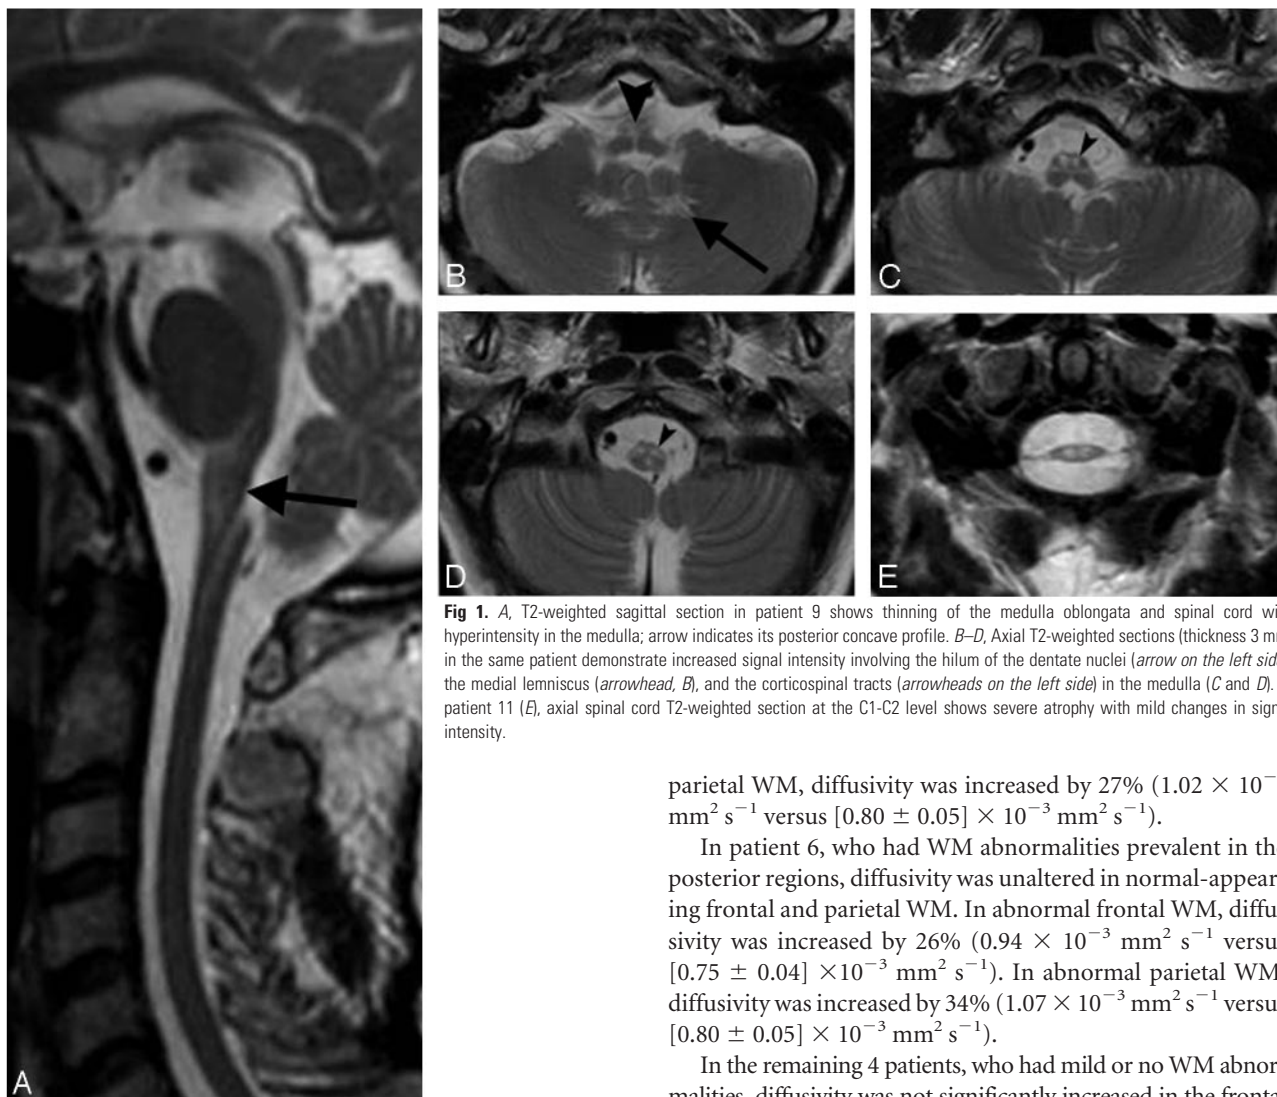 A
B
C
D
E
Fig 1. A, T2-weighted sagittal section in patient 9 shows thinning of the medulla oblongata and spinal cord wi
hyperintensity in the medulla; arrow indicates its posterior concave profile. B–D, Axial T2-weighted sections (thickness 3 m
in the same patient demonstrate increased signal intensity involving the hilum of the dentate nuclei (arrow on the left sid
the medial lemniscus (arrowhead, B), and the corticospinal tracts (arrowheads on the left side) in the medulla (C and D).
patient 11 (E), axial spinal cord T2-weighted section at the C1-C2 level shows severe atrophy with mild changes in sign
intensity.
parietal WM, diffusivity was increased by 27% (1.02 × 10⁻
mm² s⁻¹ versus [0.80 ± 0.05] × 10⁻³ mm² s⁻¹).
In patient 6, who had WM abnormalities prevalent in the
posterior regions, diffusivity was unaltered in normal-appear
ing frontal and parietal WM. In abnormal frontal WM, diffu
sivity was increased by 26% (0.94 × 10⁻³ mm² s⁻¹ versu
[0.75 ± 0.04] ×10⁻³ mm² s⁻¹). In abnormal parietal WM
diffusivity was increased by 34% (1.07 × 10⁻³ mm² s⁻¹ versu
[0.80 ± 0.05] × 10⁻³ mm² s⁻¹).
In the remaining 4 patients, who had mild or no WM abnor
malities, diffusivity was not significantly increased in the fronta